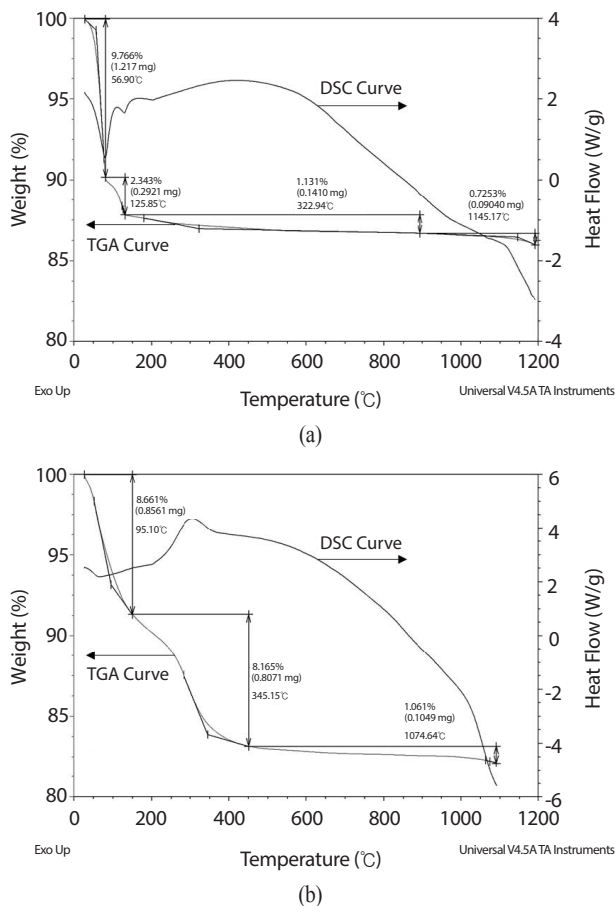 100
95
90
85
80
Weight (%)
4
2
0
-2
-4
Heat Flow (W/g)
9.766%
(1.217 mg)
56.90℃
DSC Curve
2.343%
(0.2921 mg)
125.85℃
1.131%
(0.1410 mg)
322.94℃
0.7253%
(0.09040 mg)
1145.17℃
TGA Curve
0 200 400 600 800 1000 1200
Exo Up
Temperature (℃)
Universal V4.5A TA Instruments
(a)
100
95
90
85
80
Weight (%)
6
4
2
0
-2
-4
-6
Heat Flow (W/g)
8.661%
(0.8561 mg)
95.10℃
DSC Curve
TGA Curve
8.165%
(0.8071 mg)
345.15℃
1.061%
(0.1049 mg)
1074.64℃
0 200 400 600 800 1000 1200
Exo Up
Temperature (℃)
Universal V4.5A TA Instruments
(b)